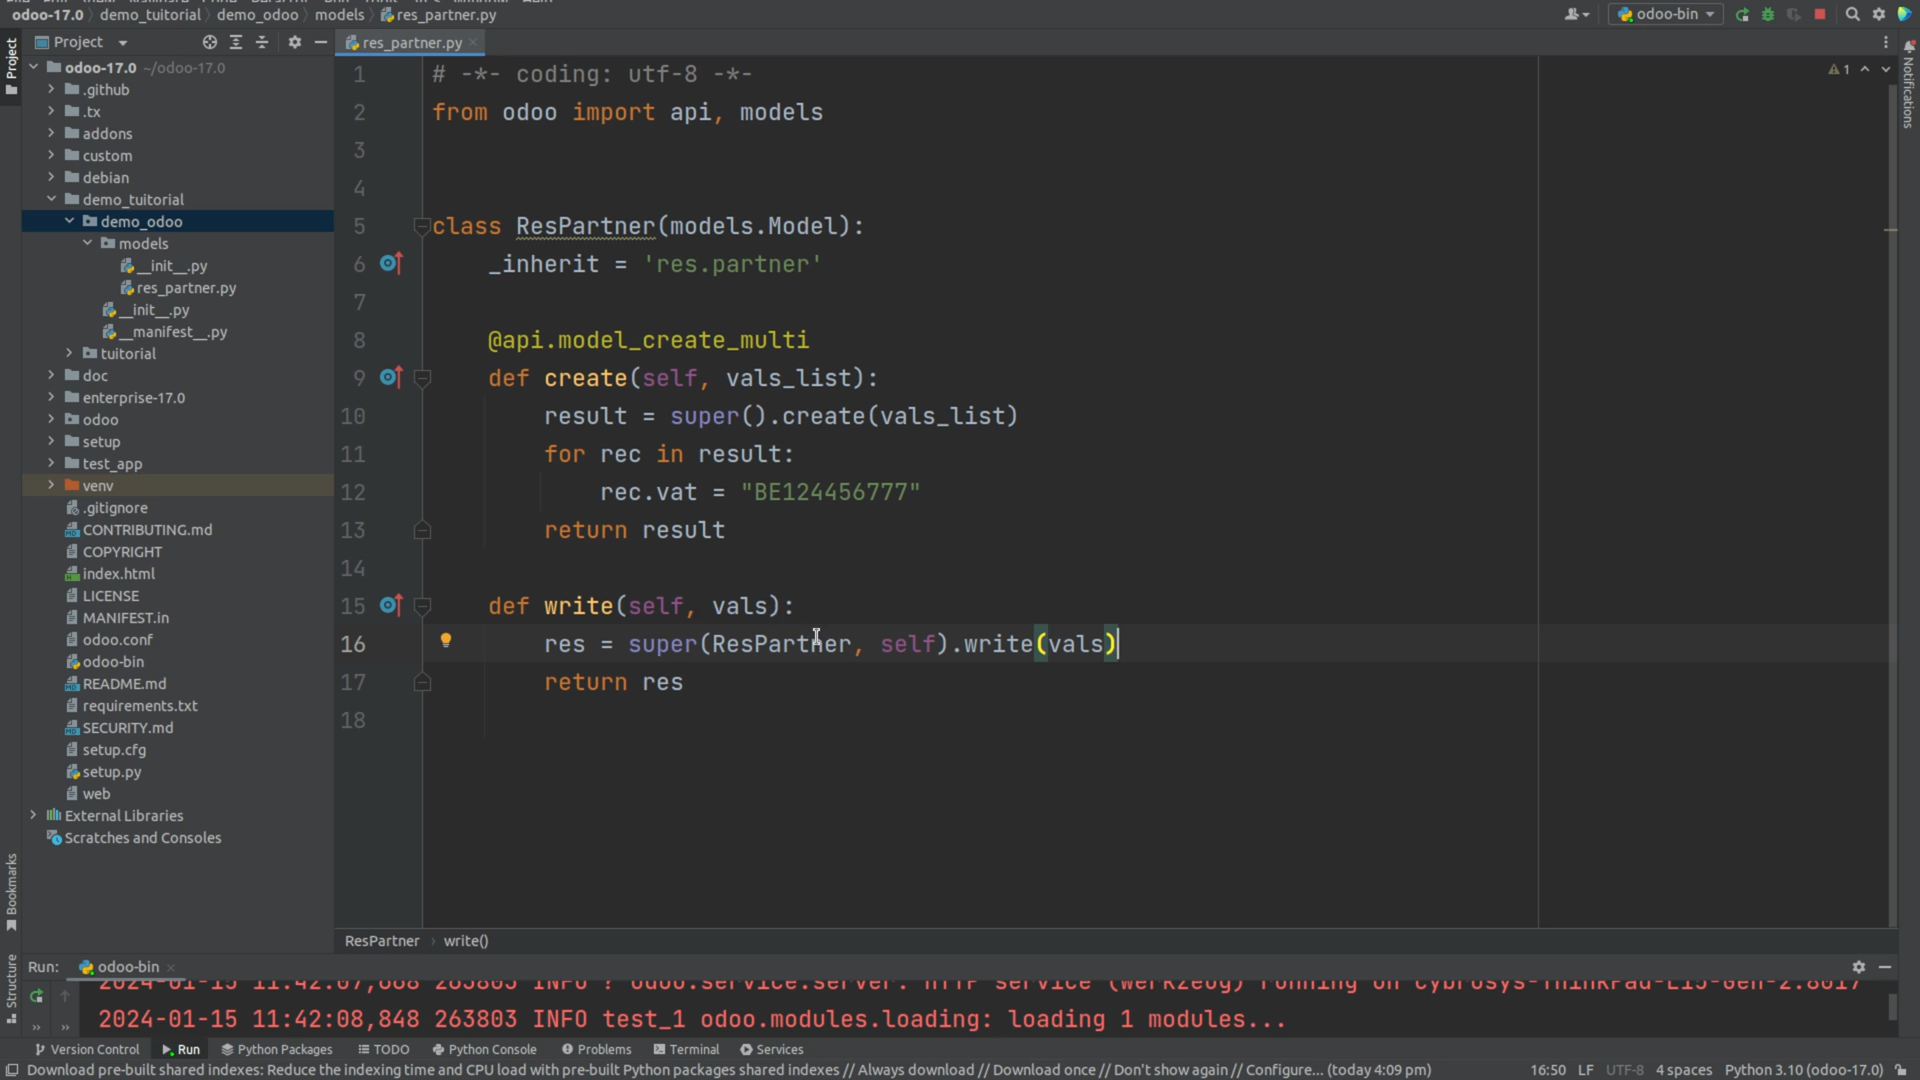 odoo-17.0 > demo_tuitorial > demo_odoo > models > res_partner.py
odoo-bin
Project
res_partner.py
1
Project
Notifications
odoo-17.0 ~/odoo-17.0
.github
.tx
addons
custom
debian
demo_tuitorial
demo_odoo
models
__init__.py
res_partner.py
__init__.py
__manifest__.py
tuitorial
doc
enterprise-17.0
odoo
setup
test_app
venv
.gitignore
CONTRIBUTING.md
COPYRIGHT
index.html
LICENSE
MANIFEST.in
odoo.conf
odoo-bin
README.md
requirements.txt
SECURITY.md
setup.cfg
setup.py
web
External Libraries
Scratches and Consoles
Bookmarks
Structure
1 # -*- coding: utf-8 -*-
2 from odoo import api, models
3
4
5 class ResPartner(models.Model):
6 _inherit = 'res.partner'
7
8 @api.model_create_multi
9 def create(self, vals_list):
10 result = super().create(vals_list)
11 for rec in result:
12 rec.vat = "BE124456777"
13 return result
14
15 def write(self, vals):
16 res = super(ResPartner, self).write(vals)
17 return res
18
ResPartner > write()
Run: odoo-bin
2024-01-15 11:42:07,668 263803 INFO ? odoo.service.server: HTTP service (werkzeug) running on cybrosys-ThinkPad-E15-Gen-2:8017
2024-01-15 11:42:08,848 263803 INFO test_1 odoo.modules.loading: loading 1 modules...
Version Control Run Python Packages TODO Python Console Problems Terminal Services
Download pre-built shared indexes: Reduce the indexing time and CPU load with pre-built Python packages shared indexes // Always download // Download once // Don't show again // Configure... (today 4:09 pm) 16:50 LF UTF-8 4 spaces Python 3.10 (odoo-17.0)